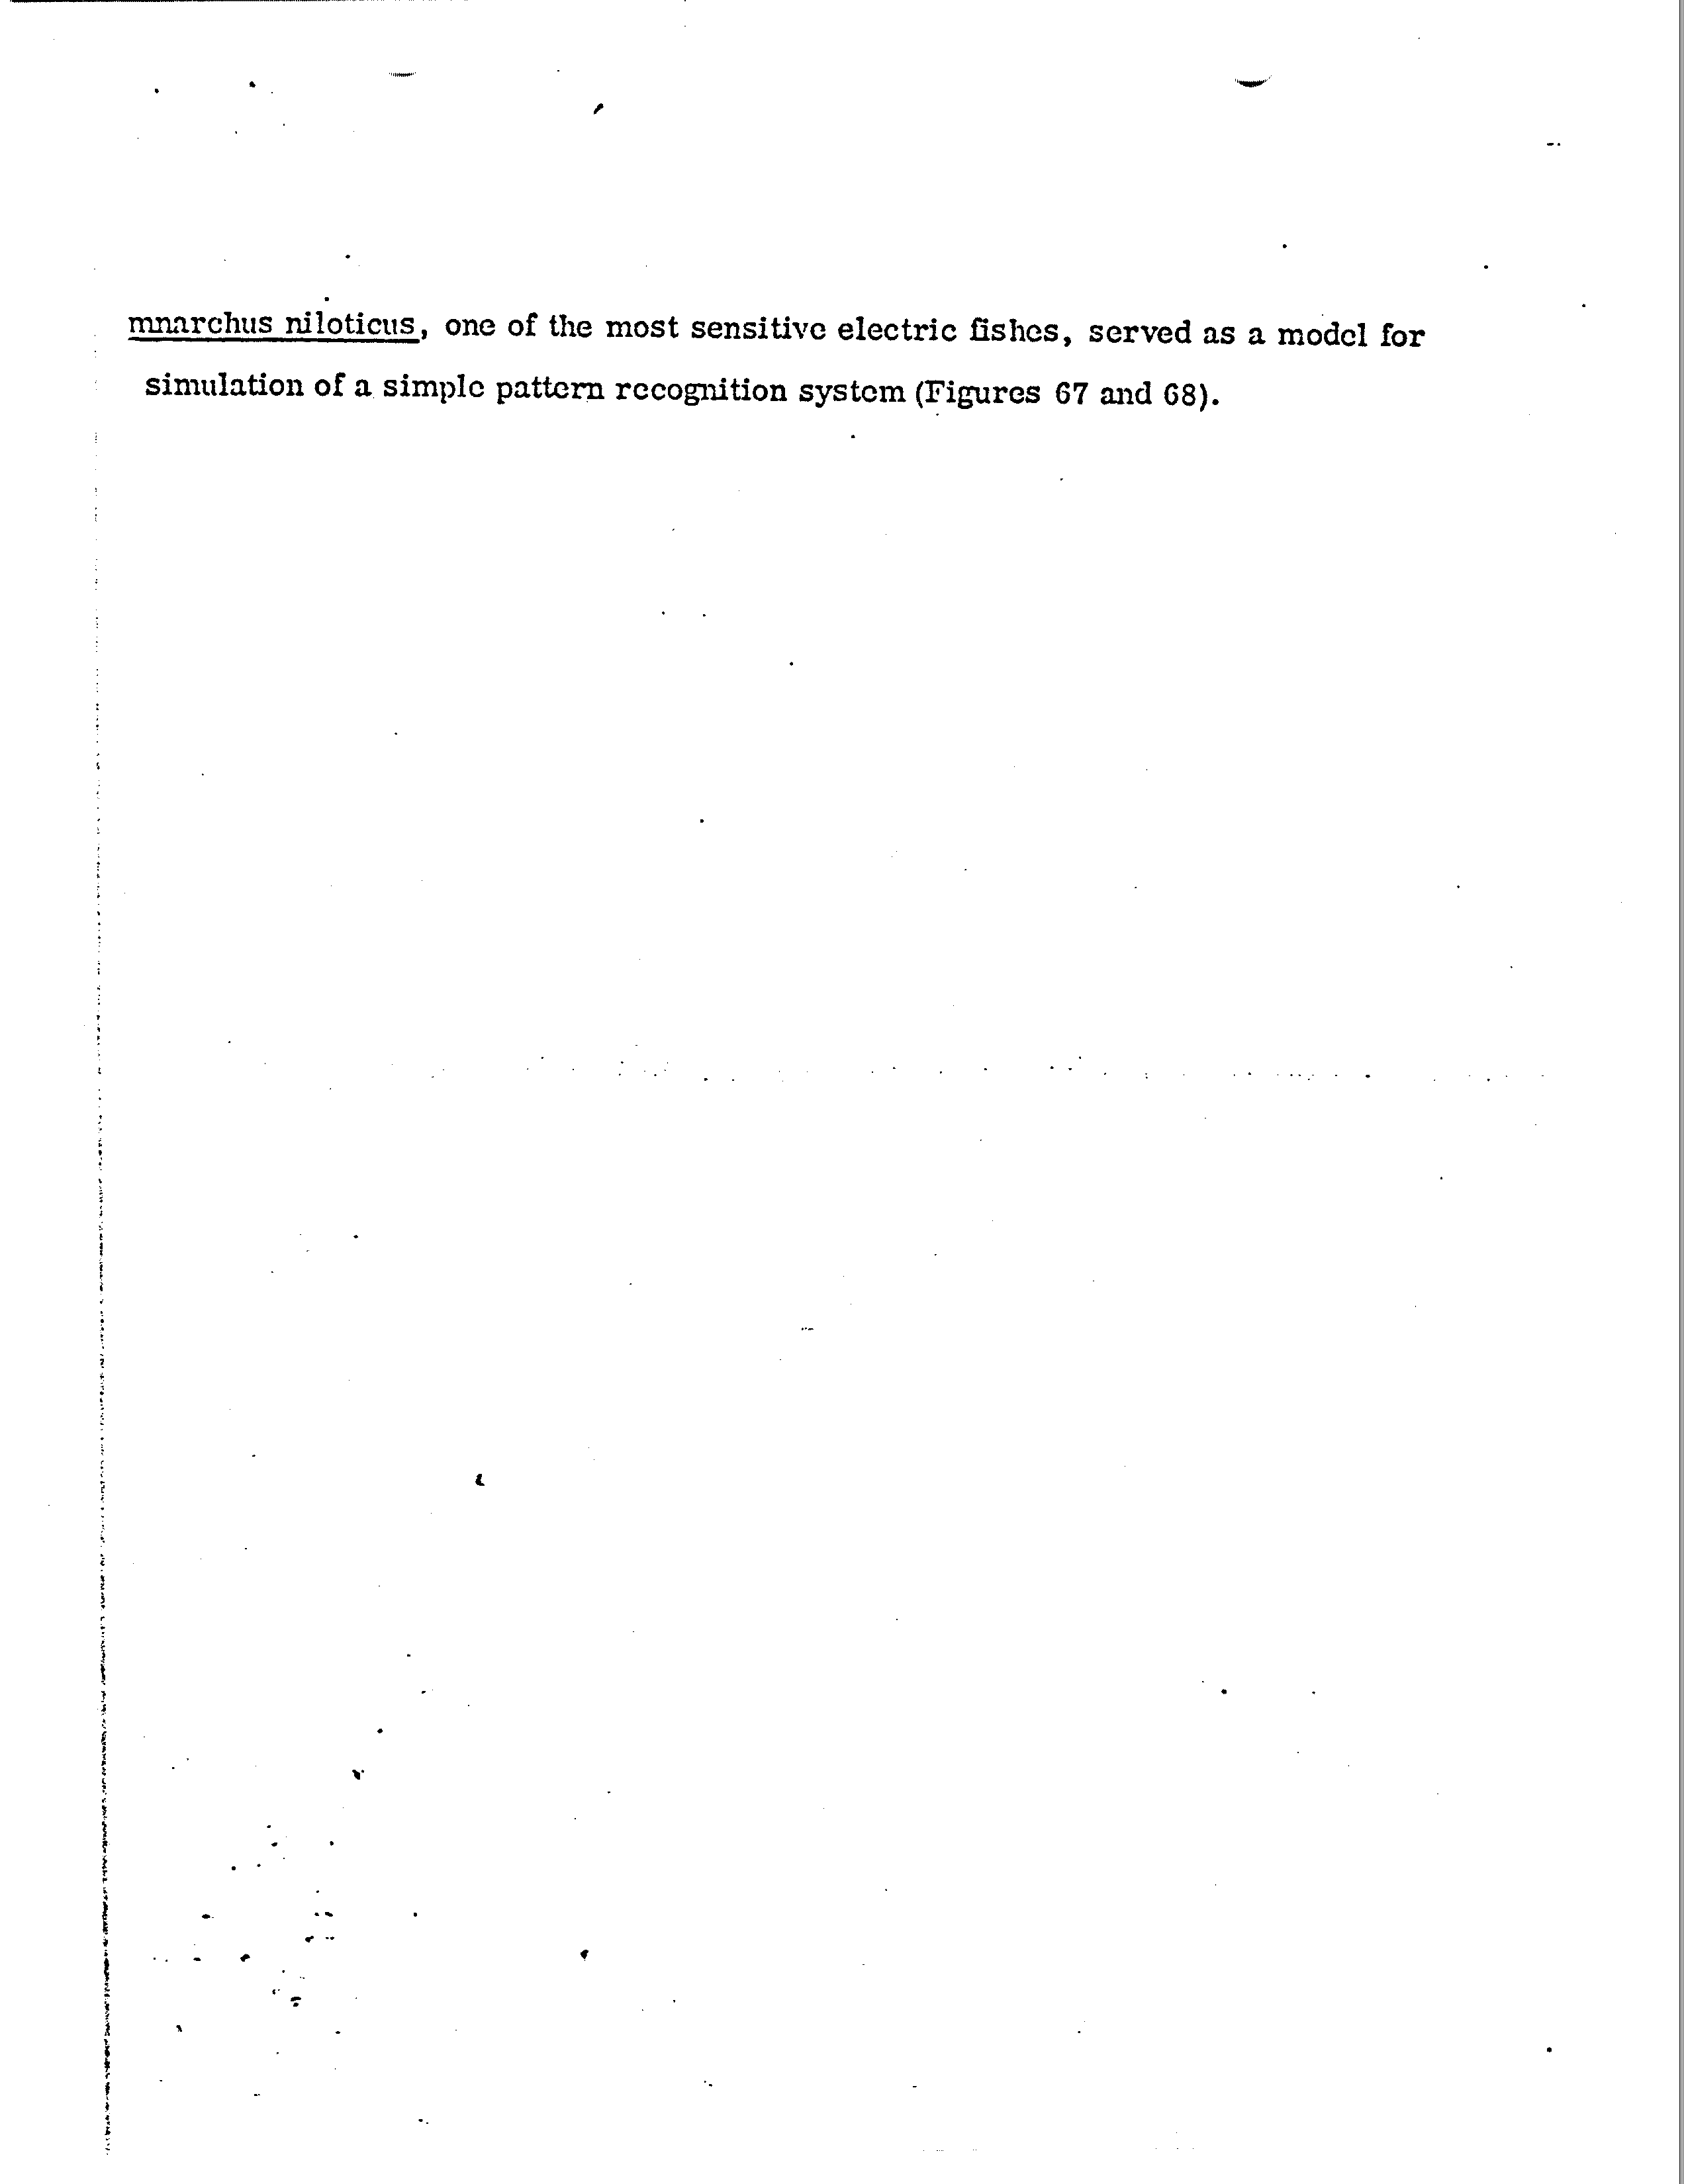 mnarchus niloticus, one of the most sensitive electric fishes, served as a model for
simulation of a simple pattern recognition system (Figures 67 and 68).